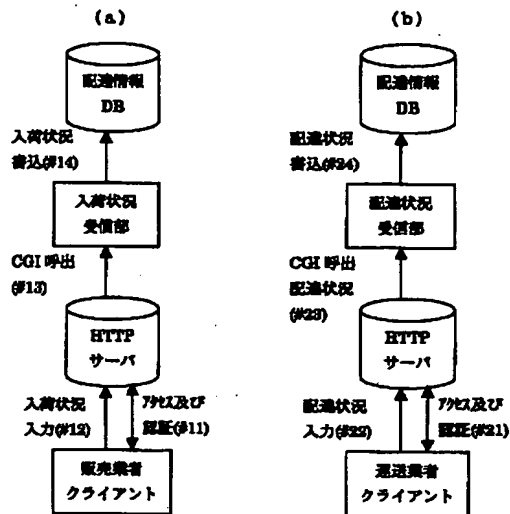 (a)
配達情報
DB
入荷状況
書込(#14)
入荷状況
受信部
CGI 呼出
(#13)
HTTP
サーバ
入荷状況
入力(#12)
アクセス及び
認証(#11)
販売業者
クライアント
(b)
配達情報
DB
配達状況
書込(#24)
配達状況
受信部
CGI 呼出
配達状況
(#23)
HTTP
サーバ
配達状況
入力(#22)
アクセス及び
認証(#21)
運送業者
クライアント